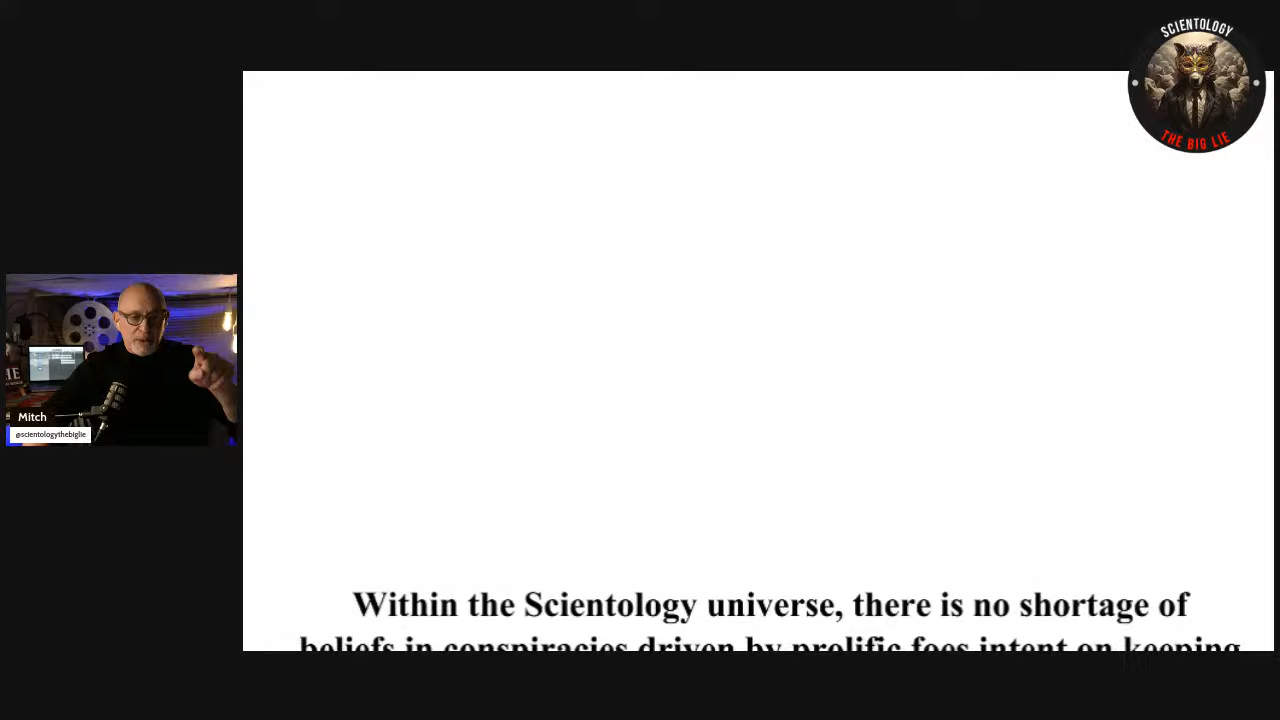 SCIENTOLOGY
THE BIG LIE
Mitch
@scientologythebiglie
Within the Scientology universe, there is no shortage of
beliefs in conspiracies driven by prolific foes intent on keeping